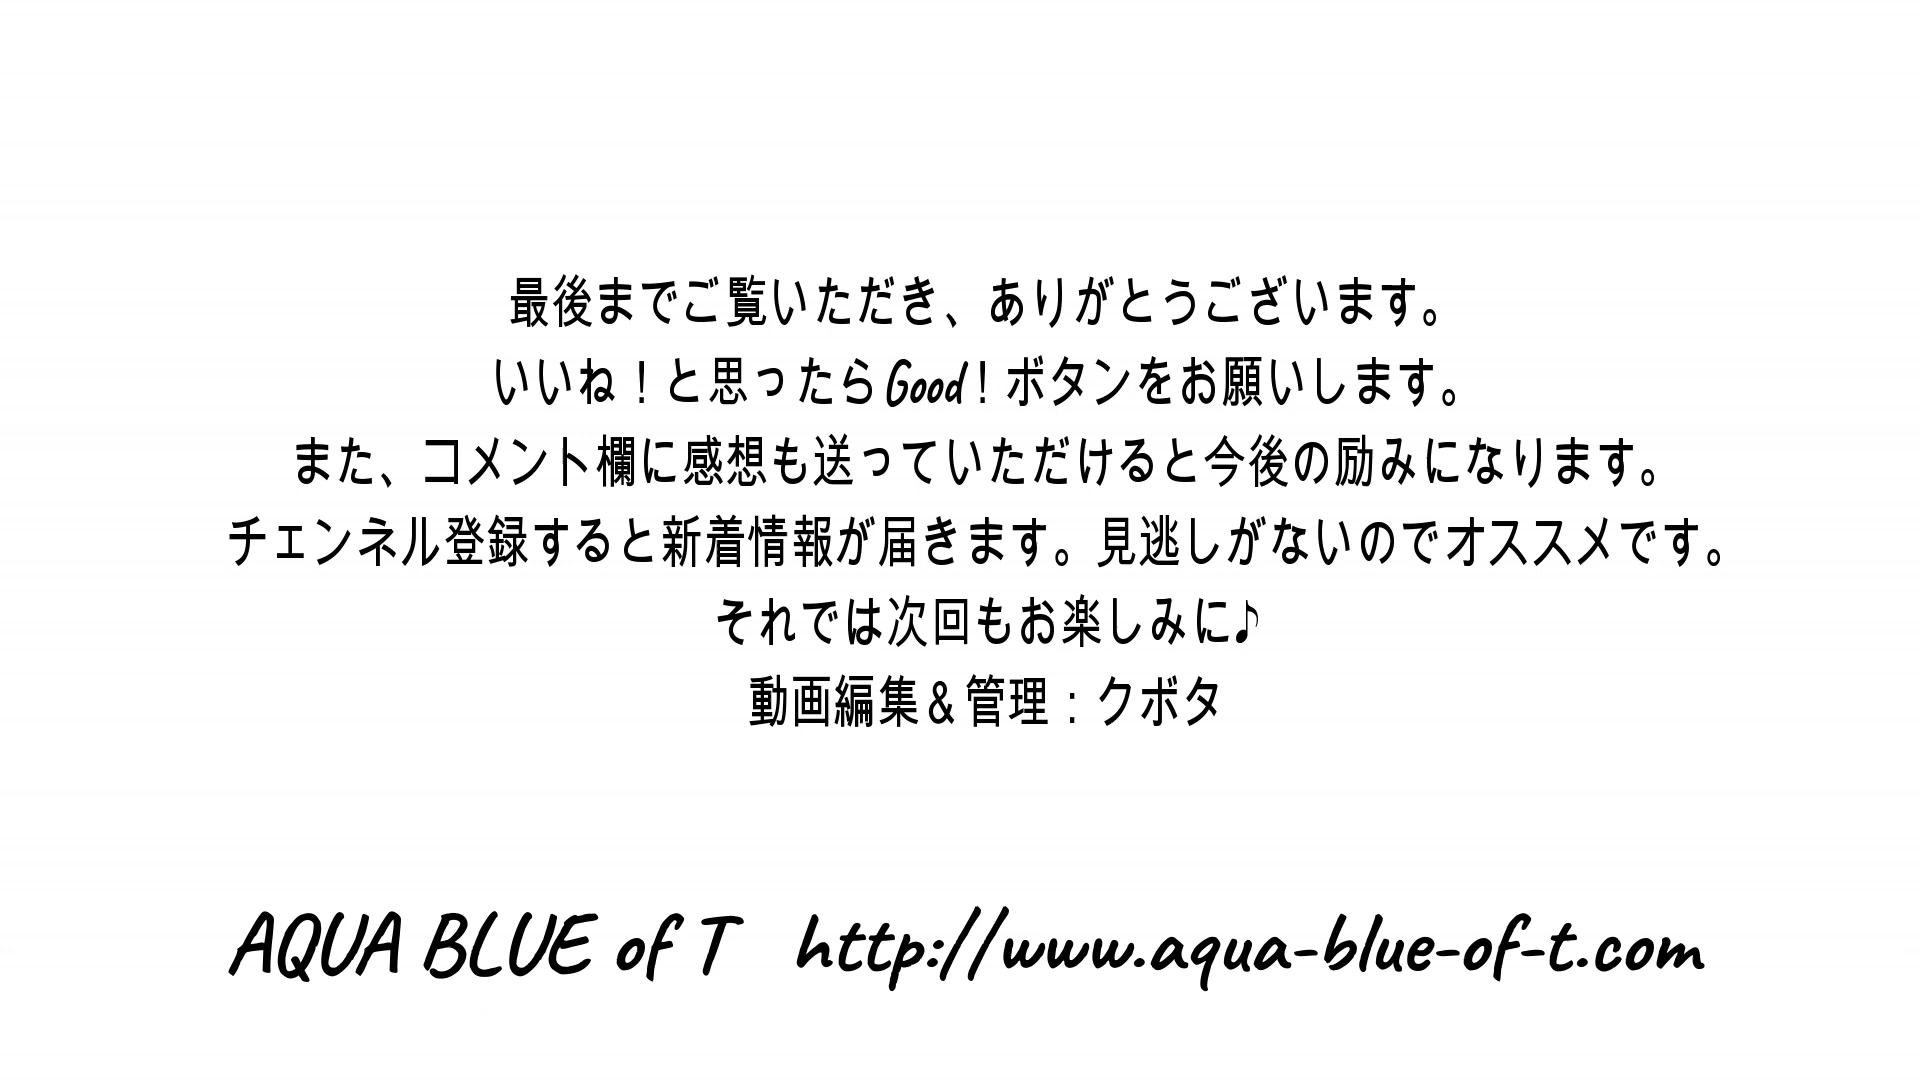 最後までご覧いただき、ありがとうございます。
いいね！と思ったらGood！ボタンをお願いします。
また、コメント欄に感想も送っていただけると今後の励みになります。
チェンネル登録すると新着情報が届きます。見逃しがないのでオススメです。
それでは次回もお楽しみに♪
動画編集＆管理：クボタ
AQUA BLUE of T http://www.aqua-blue-of-t.com